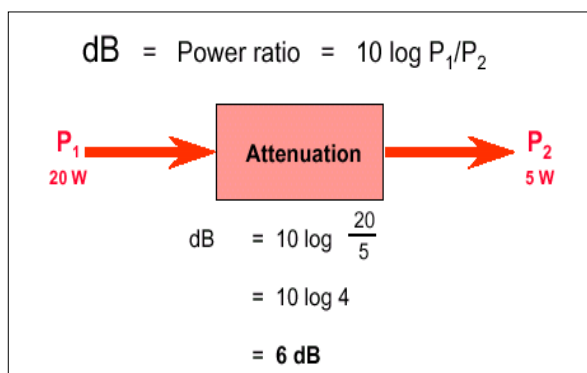 dB = Power ratio = 10 log P₁/P₂
P₁ Attenuation P₂
20 W 5 W
dB = 10 log 20/5
= 10 log 4
= 6 dB